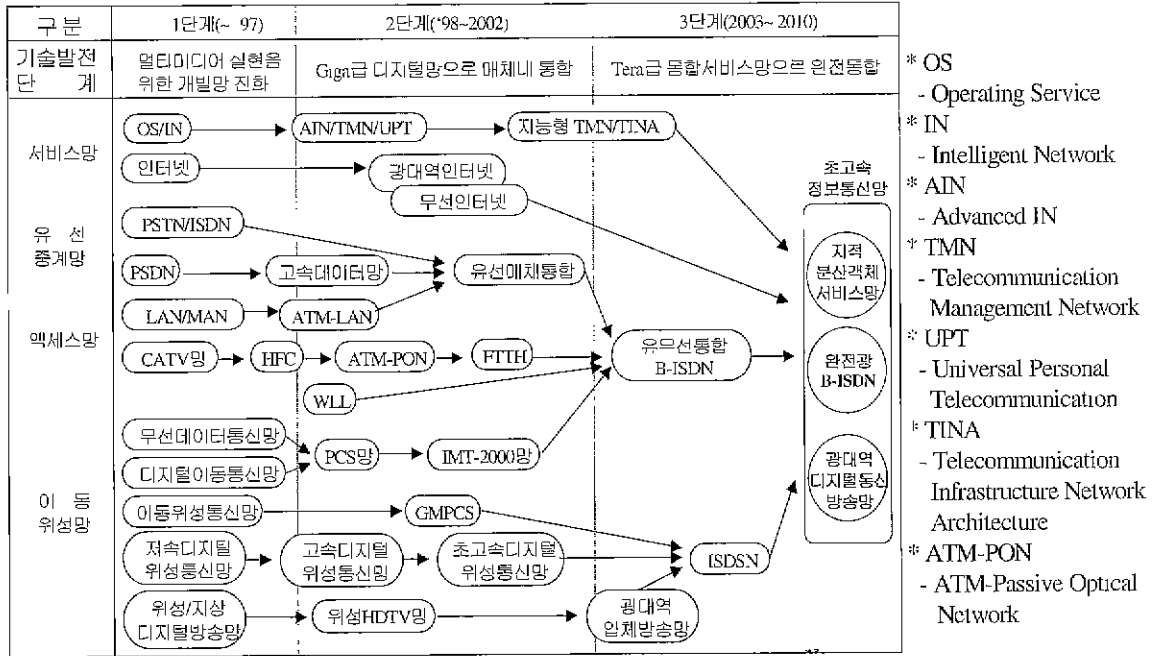 구 분
1단계(~ 97)
2단계('98~2002)
3단계(2003~2010)
기술발전
단 계
멀티미디어 실현을
위한 개별망 진화
Giga급 디지털망으로 매체내 통합
Tera급 통합서비스망으로 완전통합
서비스망
OS/IN
AIN/TMN/UPT
지능형 TMN/TINA
인터넷
광대역인터넷
무선인터넷
유 선
중계망
PSTN/ISDN
PSDN
고속데이터망
유선매체통합
액세스망
LAN/MAN
ATM-LAN
CATV망
HFC
ATM-PON
FTTH
유무선통합
B-ISDN
WLL
이 동
위성망
무선데이터통신망
디지털이동통신망
PCS망
IMT-2000망
이동위성통신망
GMPCS
저속디지털
위성통신망
고속디지털
위성통신망
초고속디지털
위성통신망
ISDSN
위성/지상
디지털방송망
위성HDTV망
광대역
입체방송망
초고속
정보통신망
지적
분산객체
서비스망
완전광
B-ISDN
광대역
디지털통신
방송망
* OS
- Operating Service
* IN
- Intelligent Network
* AIN
- Advanced IN
* TMN
- Telecommunication
Management Network
* UPT
- Universal Personal
Telecommunication
* TINA
- Telecommunication
Infrastructure Network
Architecture
* ATM-PON
- ATM-Passive Optical
Network